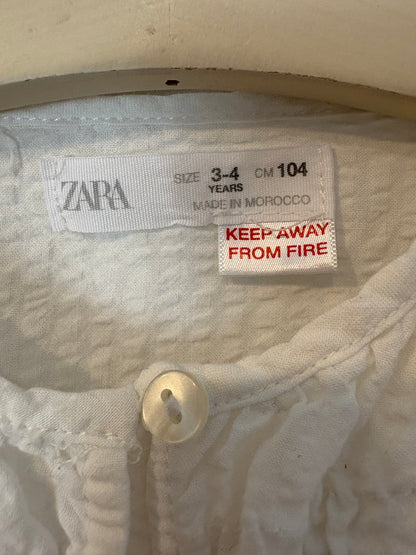 ZARA
SIZE 3-4 CM 104
YEARS
MADE IN MOROCCO
KEEP AWAY
FROM FIRE